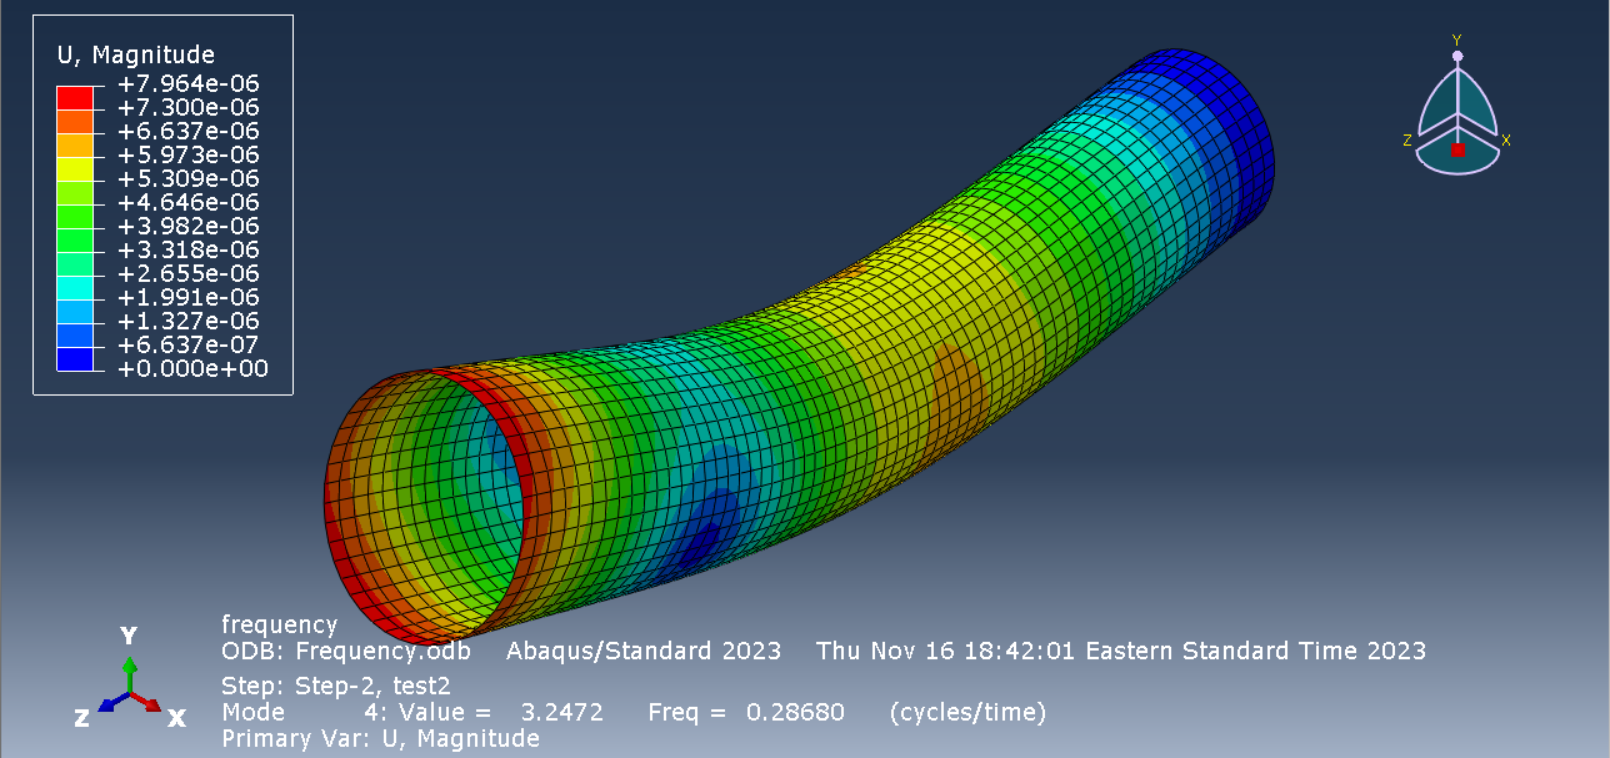 U, Magnitude
+7.964e-06
+7.300e-06
+6.637e-06
+5.973e-06
+5.309e-06
+4.646e-06
+3.982e-06
+3.318e-06
+2.655e-06
+1.991e-06
+1.327e-06
+6.637e-07
+0.000e+00
Y
Z
X
Y
Z
X
frequency
ODB: Frequency.odb Abaqus/Standard 2023 Thu Nov 16 18:42:01 Eastern Standard Time 2023
Step: Step-2, test2
Mode 4: Value = 3.2472 Freq = 0.28680 (cycles/time)
Primary Var: U, Magnitude